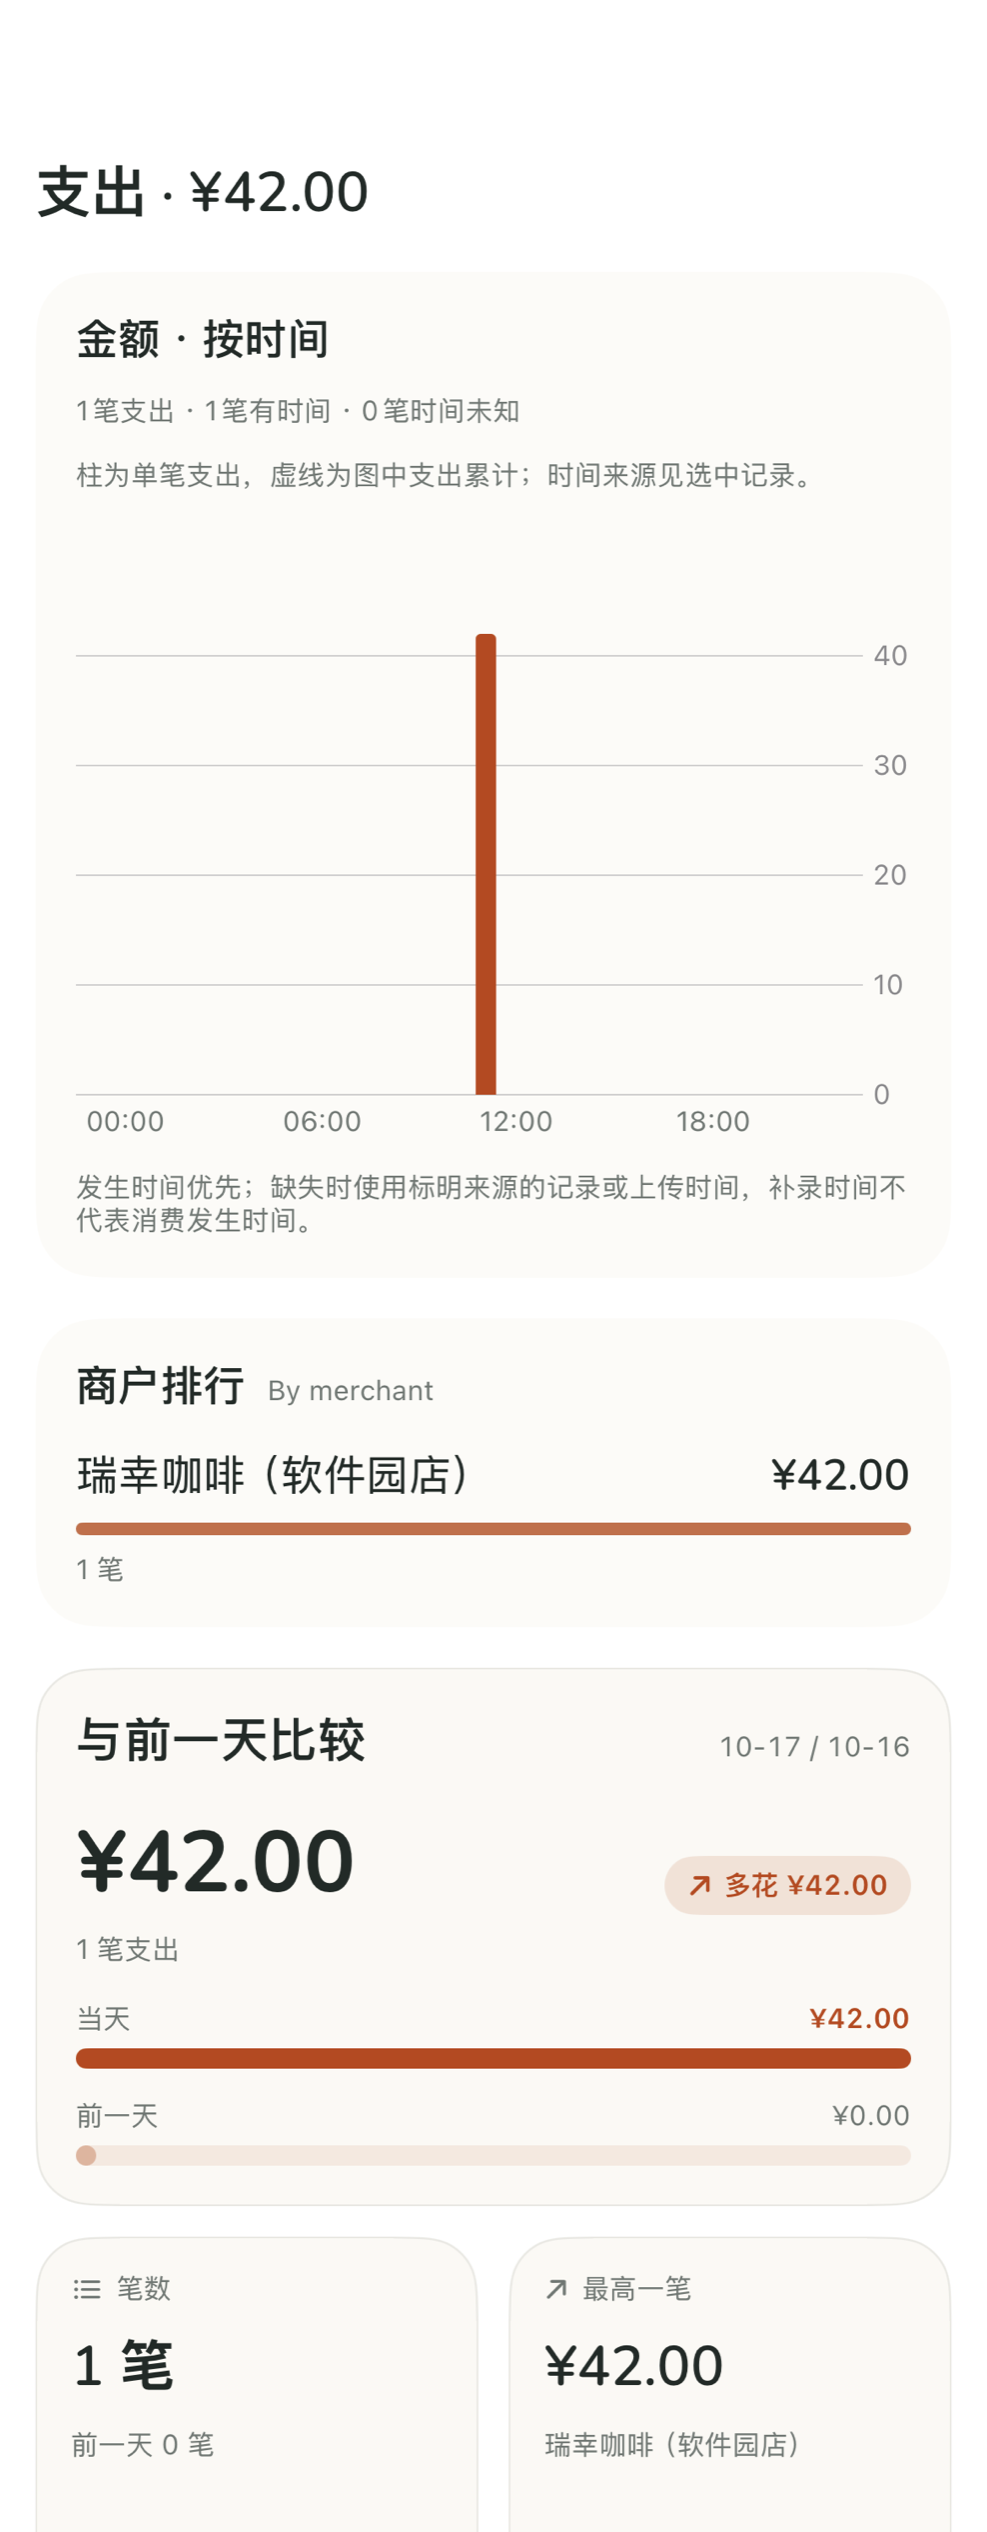 支出 · ¥42.00
金额 · 按时间
1笔支出 · 1笔有时间 · 0笔时间未知
柱为单笔支出，虚线为图中支出累计；时间来源见选中记录。
40
30
20
10
0
00:00 06:00 12:00 18:00
发生时间优先；缺失时使用标明来源的记录或上传时间，补录时间不
代表消费发生时间。
商户排行 By merchant
瑞幸咖啡（软件园店） ¥42.00
1 笔
与前一天比较 10-17 / 10-16
¥42.00 多花 ¥42.00
1 笔支出
当天 ¥42.00
前一天 ¥0.00
笔数
1 笔
前一天 0 笔
最高一笔
¥42.00
瑞幸咖啡（软件园店）